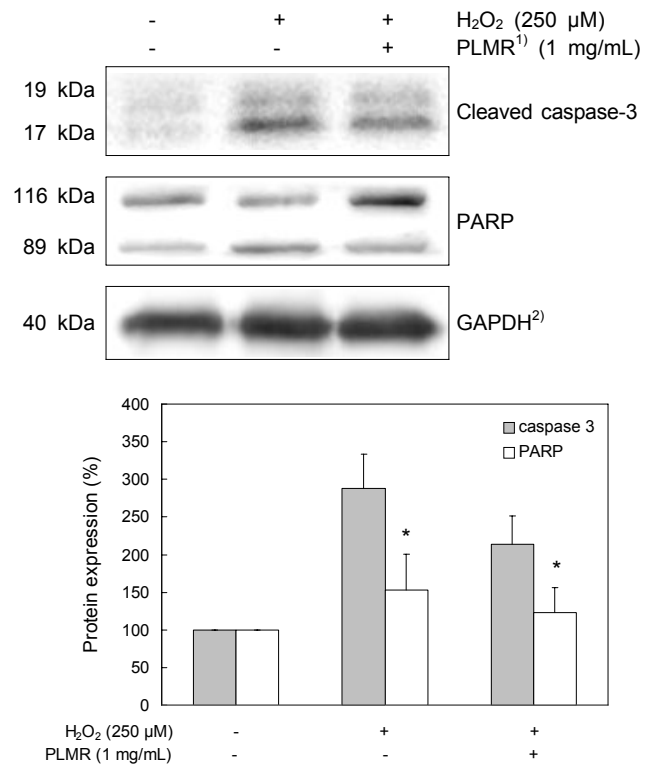 - + + H₂O₂ (250 µM)
- - + PLMR¹⁾ (1 mg/mL)
19 kDa
17 kDa
Cleaved caspase-3
116 kDa
89 kDa
PARP
40 kDa
GAPDH²⁾
400
350
300
250
200
150
100
50
0
Protein expression (%)
caspase 3
PARP
*
*
H₂O₂ (250 µM) - + +
PLMR (1 mg/mL) - - +